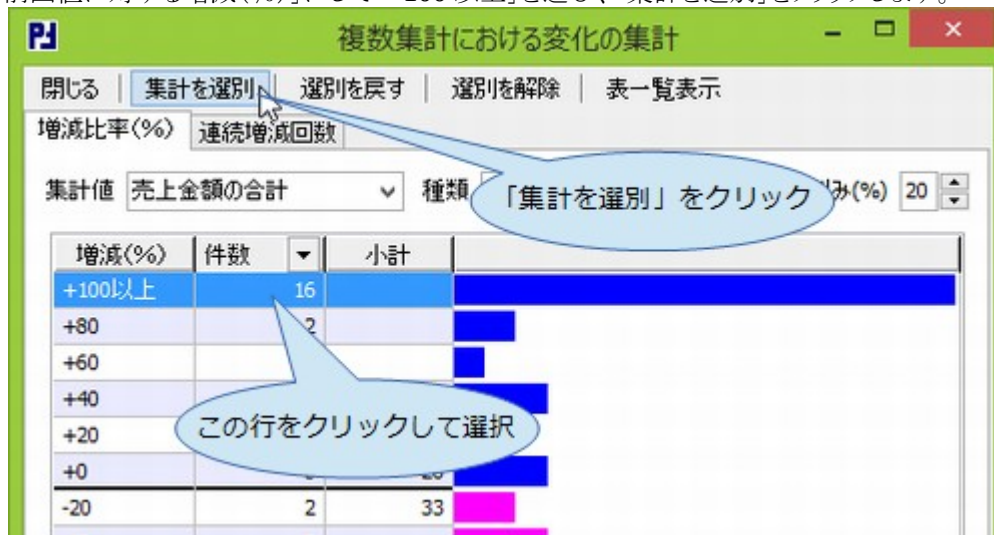 複数集計における変化の集計
閉じる 集計を選別 選別を戻す 選別を解除 表一覧表示
増減比率(%) 連続増減回数
集計値 売上金額の合計 種類 み(%) 20
「集計を選別」をクリック
増減(%) 件数 小計
+100以上 16
+80 2
+60
+40
この行をクリックして選択
+20
+0
-20 2 33